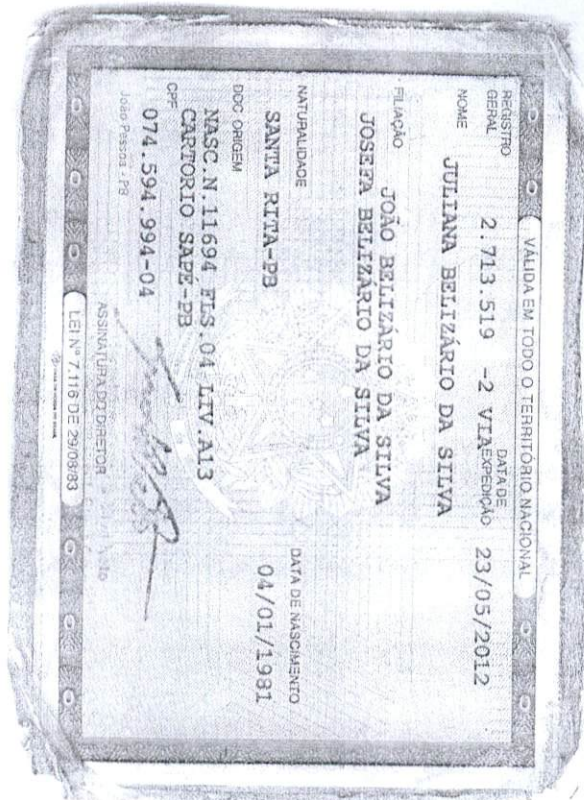 VÁLIDA EM TODO O TERRITÓRIO NACIONAL
REGISTRO GERAL 2.713.519 -2 VIA DATA DE EXPEDIÇÃO 23/05/2012
NOME JULIANA BELIZÁRIO DA SILVA
FILIAÇÃO JOÃO BELIZÁRIO DA SILVA
JOSEFA BELIZÁRIO DA SILVA
NATURALIDADE DATA DE NASCIMENTO
SANTA RITA-PB 04/01/1981
DOC ORIGEM
NASC.N.11694 FLS.04 LIV.A13
CARTORIO SAPE-PB
CPF
074.594.994-04
João Pessoa - PB
ASSINATURA DO DIRETOR
LEI Nº 7.116 DE 29/08/83